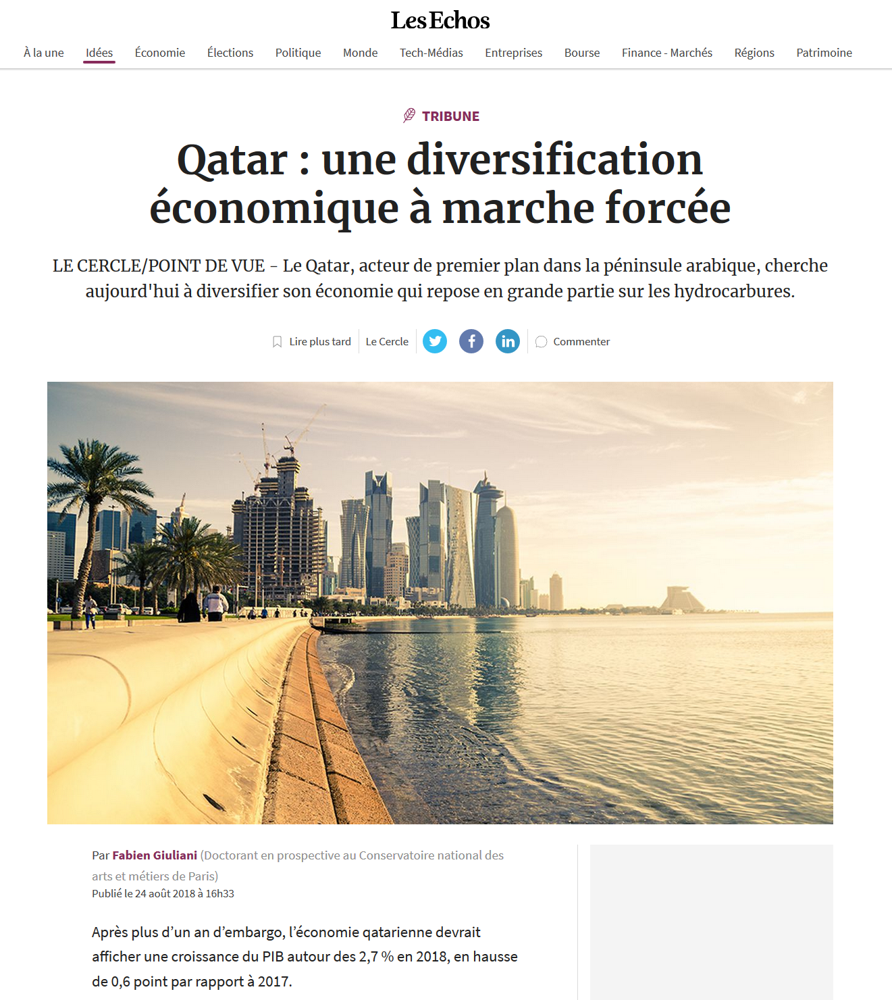 Les Echos
À la une Idées Économie Élections Politique Monde Tech-Médias Entreprises Bourse Finance - Marchés Régions Patrimoine
TRIBUNE
Qatar : une diversification
économique à marche forcée
LE CERCLE/POINT DE VUE - Le Qatar, acteur de premier plan dans la péninsule arabique, cherche
aujourd'hui à diversifier son économie qui repose en grande partie sur les hydrocarbures.
Lire plus tard Le Cercle Commenter
Par Fabien Giuliani (Doctorant en prospective au Conservatoire national des
arts et métiers de Paris)
Publié le 24 août 2018 à 16h33
Après plus d’un an d’embargo, l’économie qatarienne devrait
afficher une croissance du PIB autour des 2,7 % en 2018, en hausse
de 0,6 point par rapport à 2017.